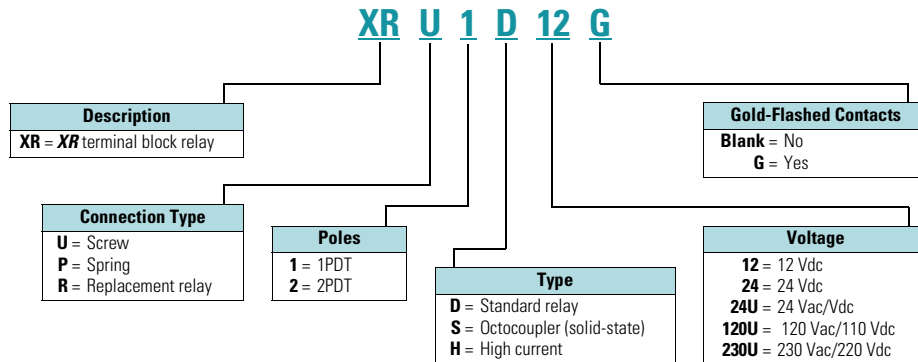 XR U 1 D 12 G
Description
XR = XR terminal block relay
Gold-Flashed Contacts
Blank = No
G = Yes
Connection Type
U = Screw
P = Spring
R = Replacement relay
Poles
1 = 1PDT
2 = 2PDT
Type
D = Standard relay
S = Octocoupler (solid-state)
H = High current
Voltage
12 = 12 Vdc
24 = 24 Vdc
24U = 24 Vac/Vdc
120U = 120 Vac/110 Vdc
230U = 230 Vac/220 Vdc